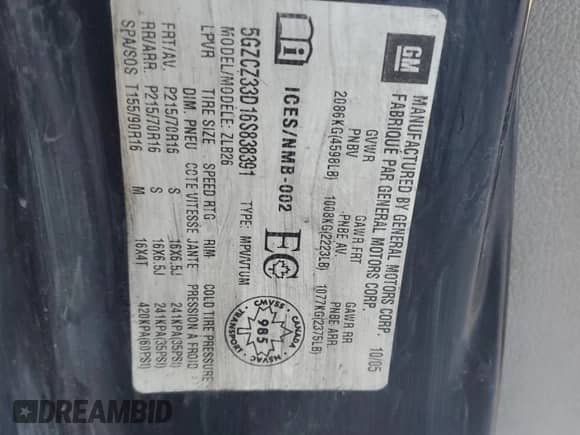 GM
MANUFACTURED BY GENERAL MOTORS CORP 10/05
FABRIQUÉ PAR GENERAL MOTORS CORP.
GVWR GAWR FRT GAWR RR
PNBV PNBE AV. PNBE ARR
2086KG(4598LB) 1008KG(2223LB) 1077KG(2375LB)
ICES/NMB-002 EC
TRANSPORT CMVSS CANADA NSVAC
985
5GZCZ33D16S838391 TYPE: MPV/VTUM
MODEL/MODELE: ZLB26
LPVR TIRE SIZE SPEED RTG RIM COLD TIRE PRESSURE
DIM. PNEU COTE VITESSE JANTE PRESSION A FROID
FRT/AV. P215/70R16 S 16X6.5J 241KPA(35PSI)
RR/ARR. P215/70R16 S 16X6.5J 241KPA(35PSI)
SPA/SOS T155/90R16 M 16X4T 420KPA(60PSI)
DREAMBID